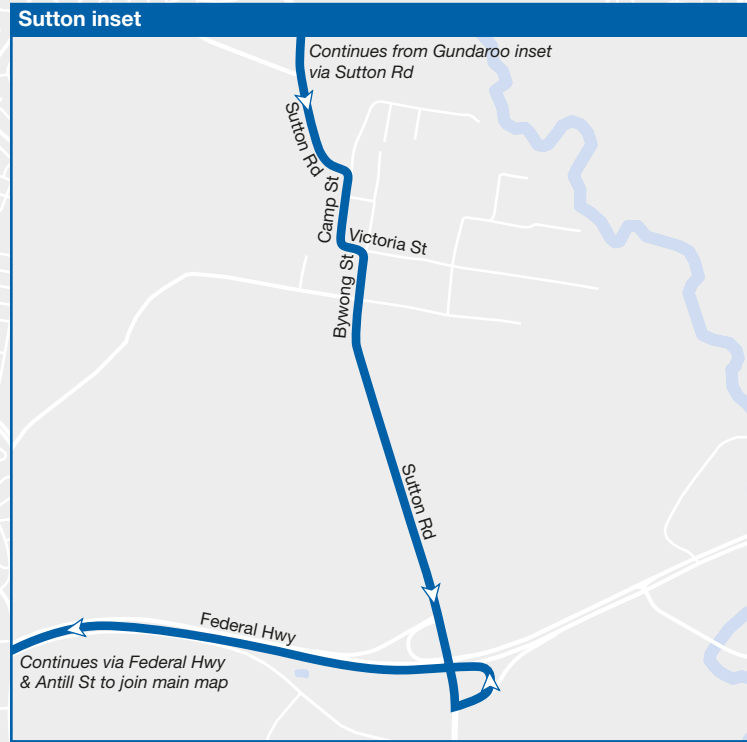 Sutton inset
Continues from Gundaroo inset
via Sutton Rd
Sutton Rd
Camp St
Victoria St
Bywong St
Sutton Rd
Federal Hwy
Continues via Federal Hwy
& Antill St to join main map